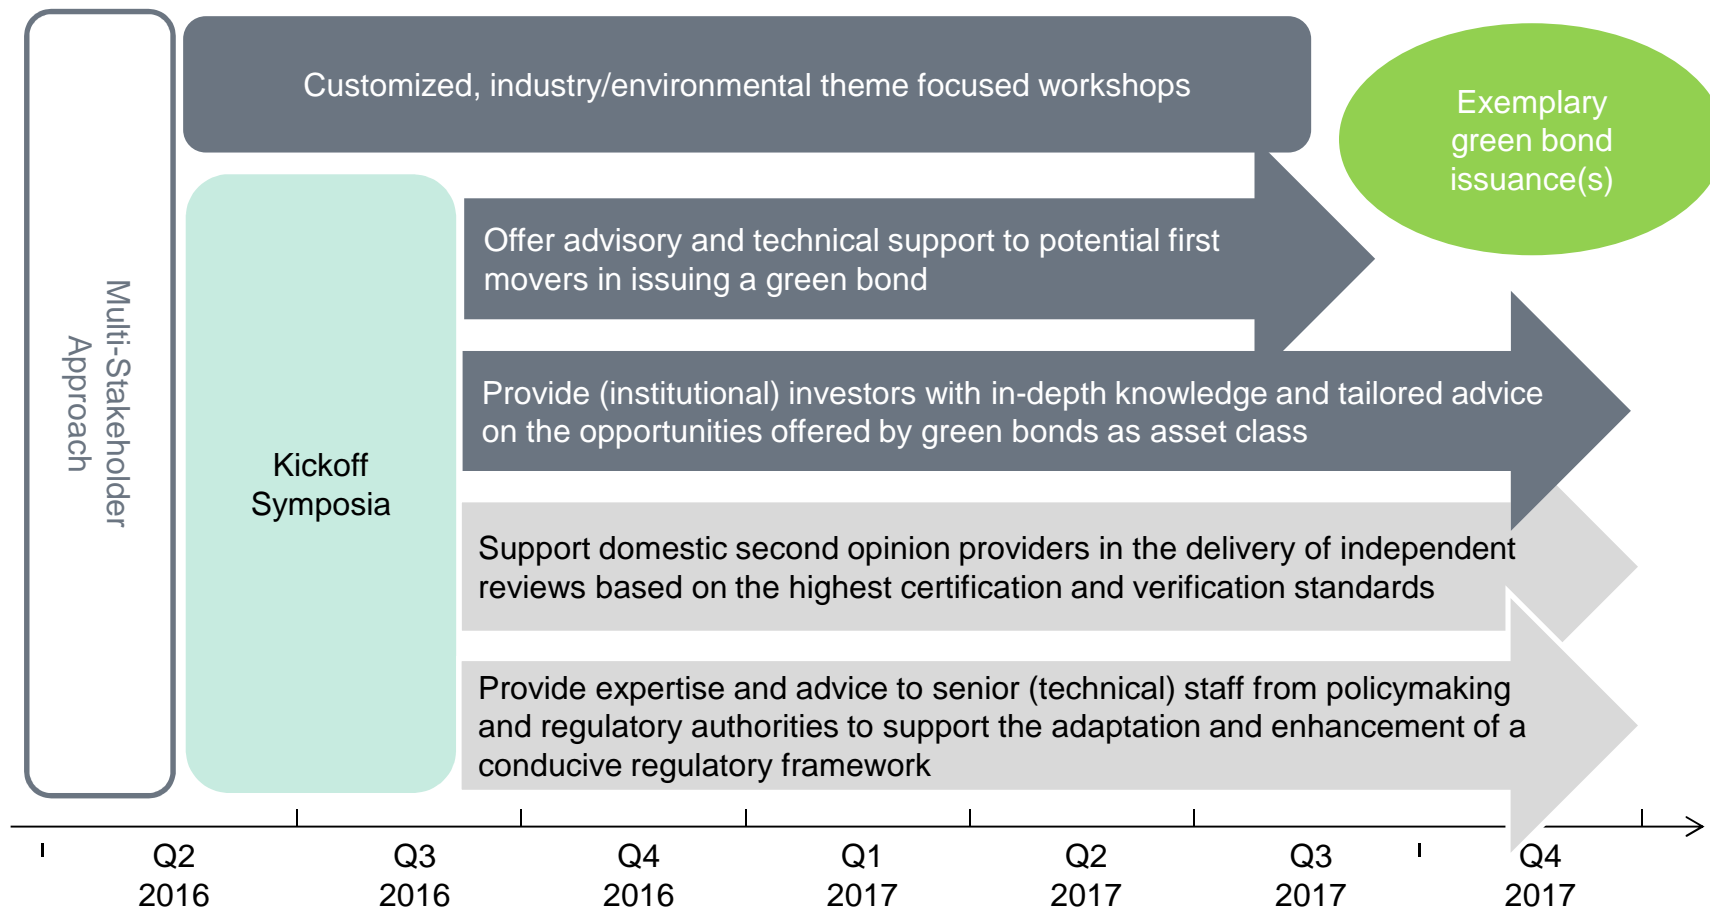 Customized, industry/environmental theme focused workshops
Exemplary
green bond
issuance(s)
Multi-Stakeholder
Approach
Kickoff
Symposia
Offer advisory and technical support to potential first
movers in issuing a green bond
Provide (institutional) investors with in-depth knowledge and tailored advice
on the opportunities offered by green bonds as asset class
Support domestic second opinion providers in the delivery of independent
reviews based on the highest certification and verification standards
Provide expertise and advice to senior (technical) staff from policymaking
and regulatory authorities to support the adaptation and enhancement of a
conducive regulatory framework
Q2
2016
Q3
2016
Q4
2016
Q1
2017
Q2
2017
Q3
2017
Q4
2017